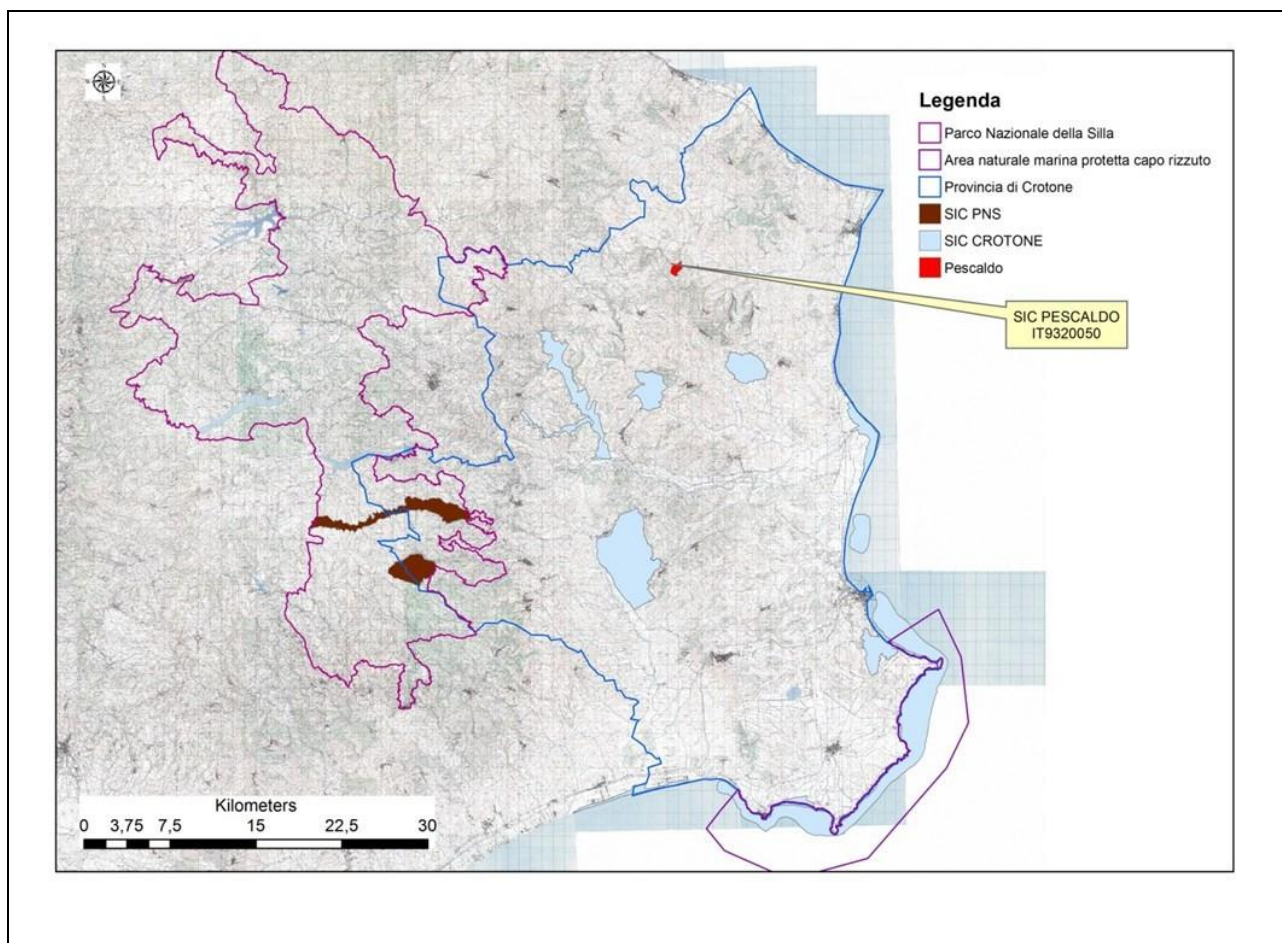 Legenda
Parco Nazionale della Silla
Area naturale marina protetta capo rizzuto
Provincia di Crotone
SIC PNS
SIC CROTONE
Pescaldo
SIC PESCALDO
IT9320050
Kilometers
0 3,75 7,5 15 22,5 30